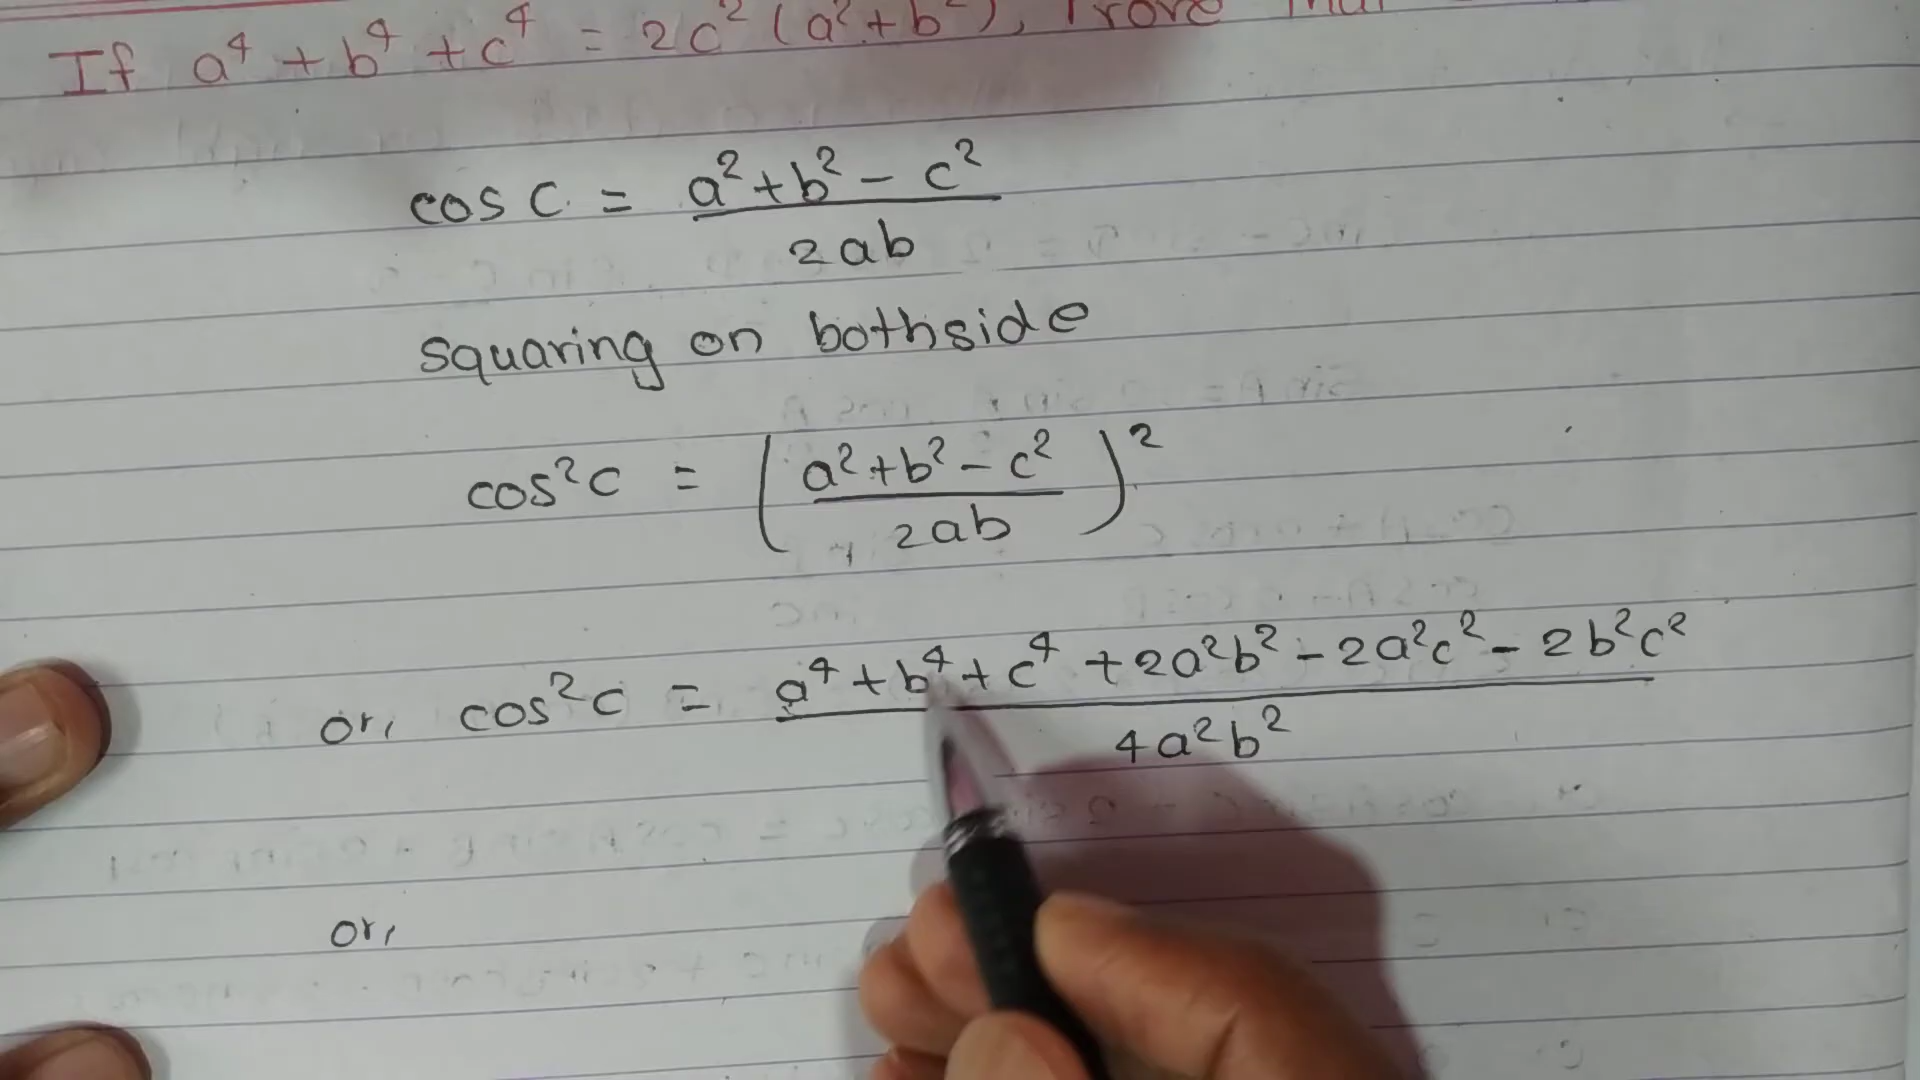 If a⁴ + b⁴ + c⁴ = 2c² (a² + b²), Prove that
cos C = (a² + b² - c²) / 2ab
squaring on bothside
cos²c = ((a² + b² - c²) / 2ab)²
or, cos²c = (a⁴ + b⁴ + c⁴ + 2a²b² - 2a²c² - 2b²c²) / 4a²b²
or,